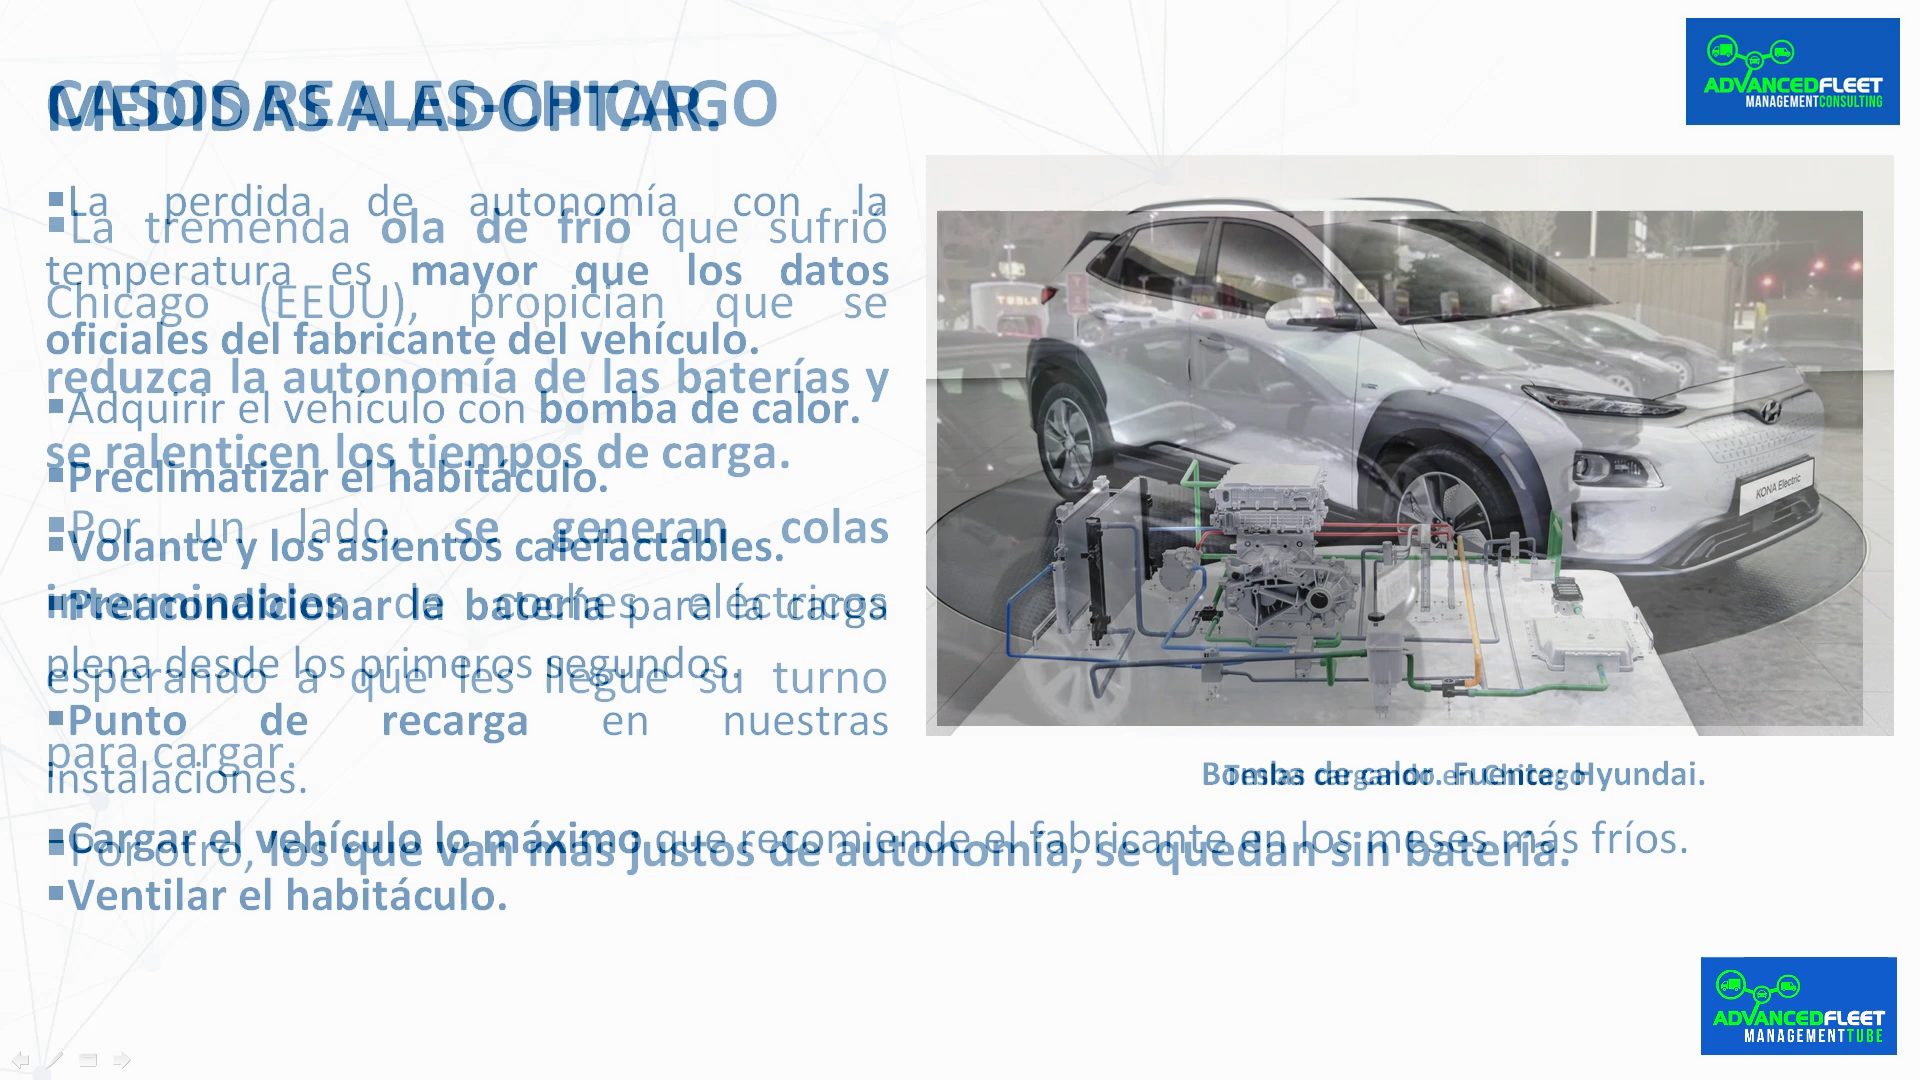 CASOS REALES-CHICAGO
MEDIDAS A ADOPTAR.
▪La perdida de autonomía con la
temperatura es mayor que los datos
oficiales del fabricante del vehículo.
▪Adquirir el vehículo con bomba de calor.
▪Preclimatizar el habitáculo.
▪Volante y los asientos calefactables.
▪Preacondicionar la batería para la carga
plena desde los primeros segundos.
▪Punto de recarga en nuestras
instalaciones.
▪Cargar el vehículo lo máximo que recomiende el fabricante en los meses más fríos.
▪Ventilar el habitáculo.
▪La tremenda ola de frío que sufrió
Chicago (EEUU), propician que se
reduzca la autonomía de las baterías y
se ralenticen los tiempos de carga.
▪Por un lado, se generan colas
interminables de coches eléctricos
esperando a que les llegue su turno
para cargar.
▪Por otro, los que van más justos de autonomía, se quedan sin batería.
TESLA
KONA Electric
Bombas de calor. Fuente: Hyundai.
Teslas cargando en Chicago
ADVANCEDFLEET
MANAGEMENTCONSULTING
ADVANCEDFLEET
MANAGEMENTTUBE